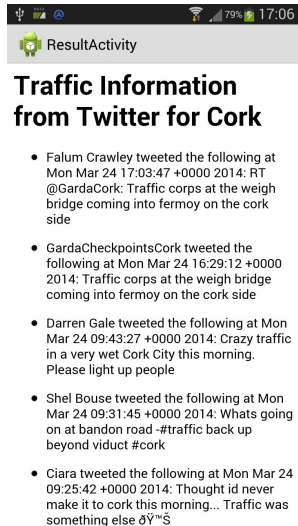 79% 17:06
ResultActivity
Traffic Information
from Twitter for Cork
• Falum Crawley tweeted the following at
Mon Mar 24 17:03:47 +0000 2014: RT
@GardaCork: Traffic corps at the weigh
bridge coming into fermoy on the cork
side
• GardaCheckpointsCork tweeted the
following at Mon Mar 24 16:29:12 +0000
2014: Traffic corps at the weigh bridge
coming into fermoy on the cork side
• Darren Gale tweeted the following at Mon
Mar 24 09:43:27 +0000 2014: Crazy traffic
in a very wet Cork City this morning.
Please light up people
• Shel Bouse tweeted the following at Mon
Mar 24 09:31:45 +0000 2014: Whats going
on at bandon road -#traffic back up
beyond viduct #cork
• Ciara tweeted the following at Mon Mar 24
09:25:42 +0000 2014: Thought id never
make it to cork this morning... Traffic was
something else ðŸ™Š